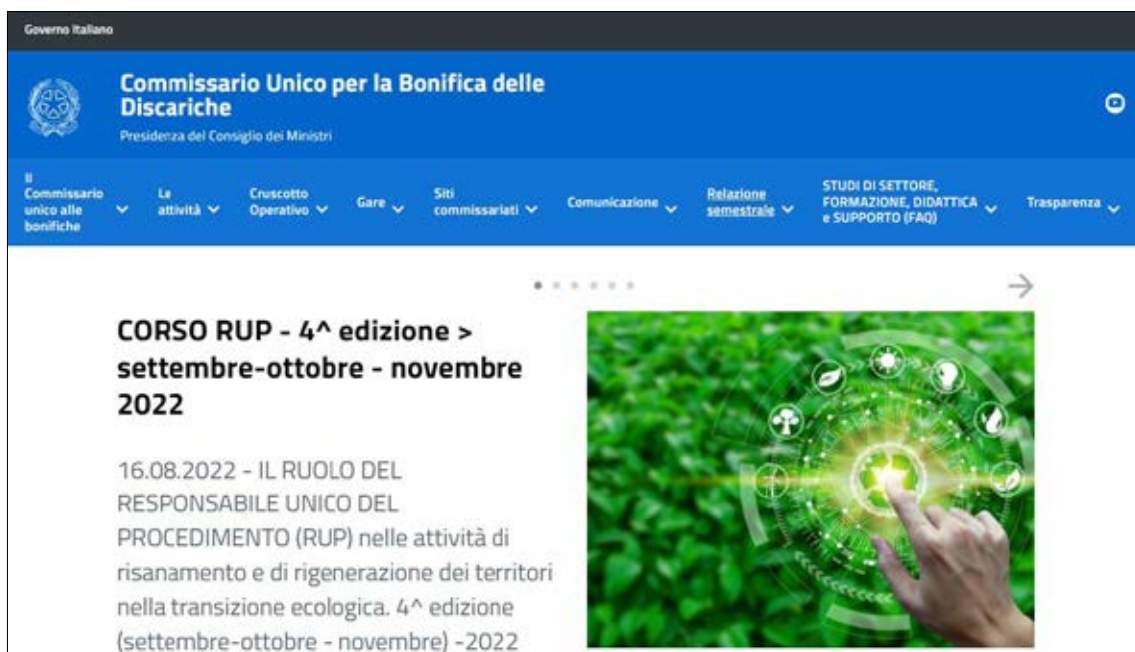 Governo Italiano
Commissario Unico per la Bonifica delle
Discariche
Presidenza del Consiglio dei Ministri
Il
Commissario
unico alle
bonifiche
La
attività
Cruscotto
Operativo
Gare
Siti
commissariati
Comunicazione
Relazione
semestrale
STUDI DI SETTORE,
FORMAZIONE, DIDATTICA
e SUPPORTO (FAQ)
Trasparenza
CORSO RUP - 4^ edizione >
settembre-ottobre - novembre
2022
16.08.2022 - IL RUOLO DEL
RESPONSABILE UNICO DEL
PROCEDIMENTO (RUP) nelle attività di
risanamento e di rigenerazione dei territori
nella transizione ecologica. 4^ edizione
(settembre-ottobre - novembre) -2022